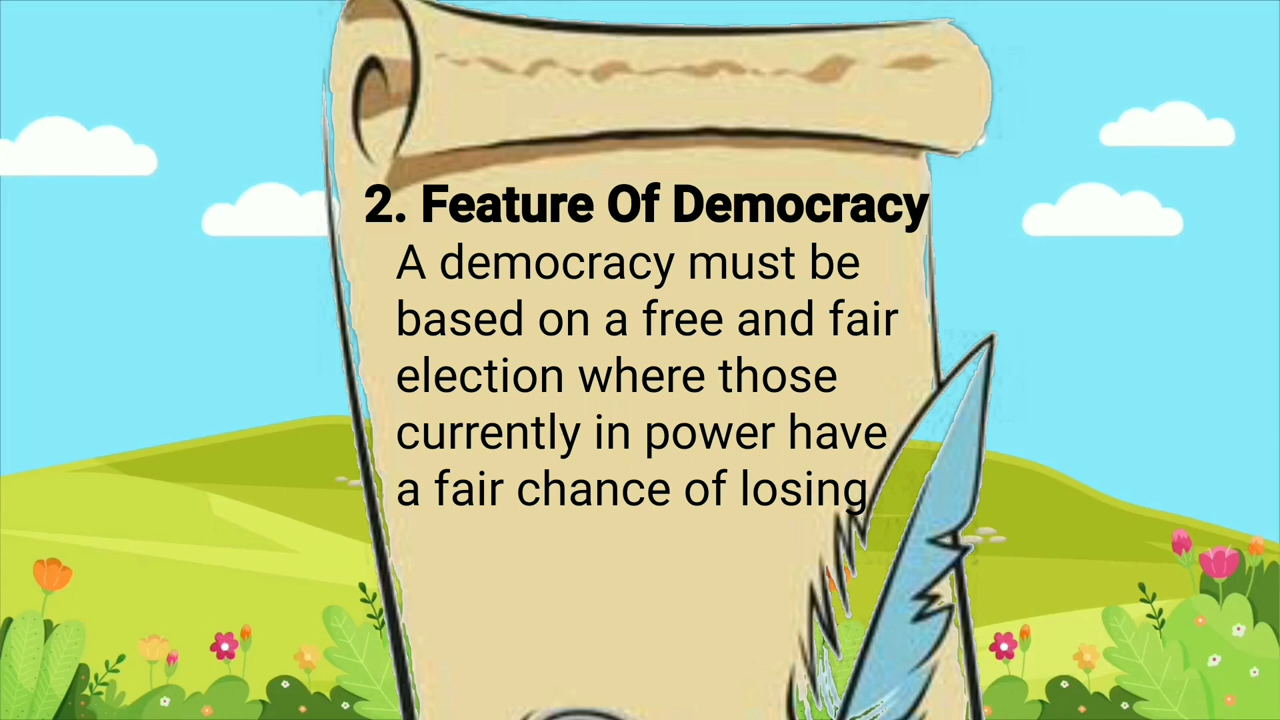 2. Feature Of Democracy
A democracy must be
based on a free and fair
election where those
currently in power have
a fair chance of losing